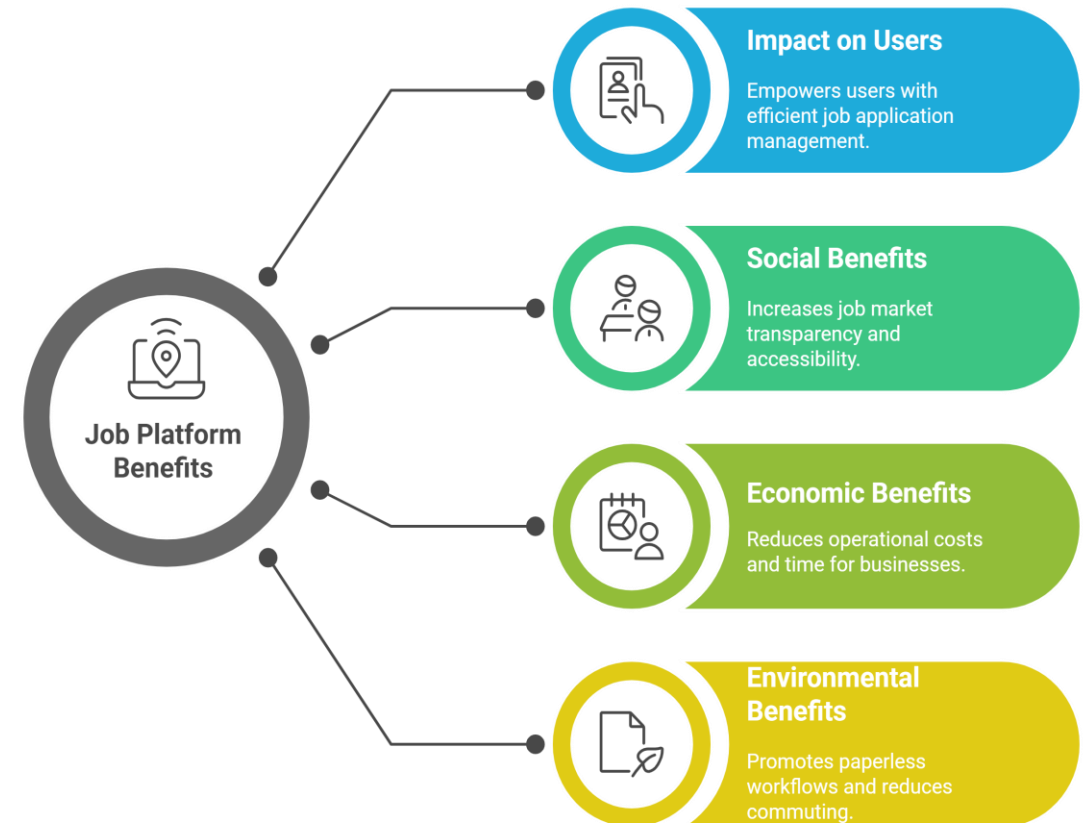 Job Platform
Benefits
Impact on Users
Empowers users with
efficient job application
management.
Social Benefits
Increases job market
transparency and
accessibility.
Economic Benefits
Reduces operational costs
and time for businesses.
Environmental
Benefits
Promotes paperless
workflows and reduces
commuting.